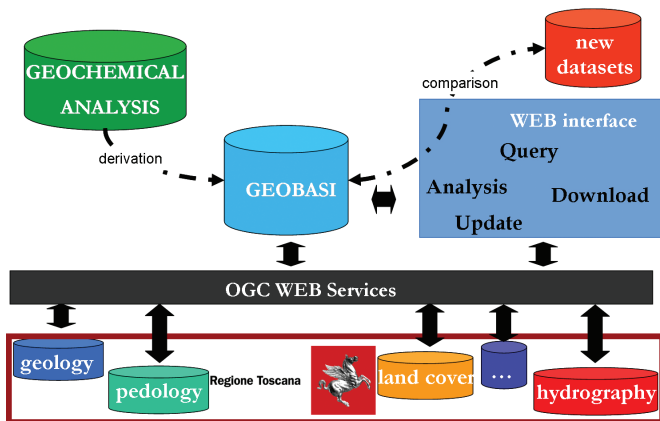 GEOCHEMICAL
ANALYSIS
new
datasets
comparison
WEB interface
Query
derivation
Analysis
GEOBASI
Download
Update
OGC WEB Services
geology
pedology
Regione Toscana
land cover
...
hydrography